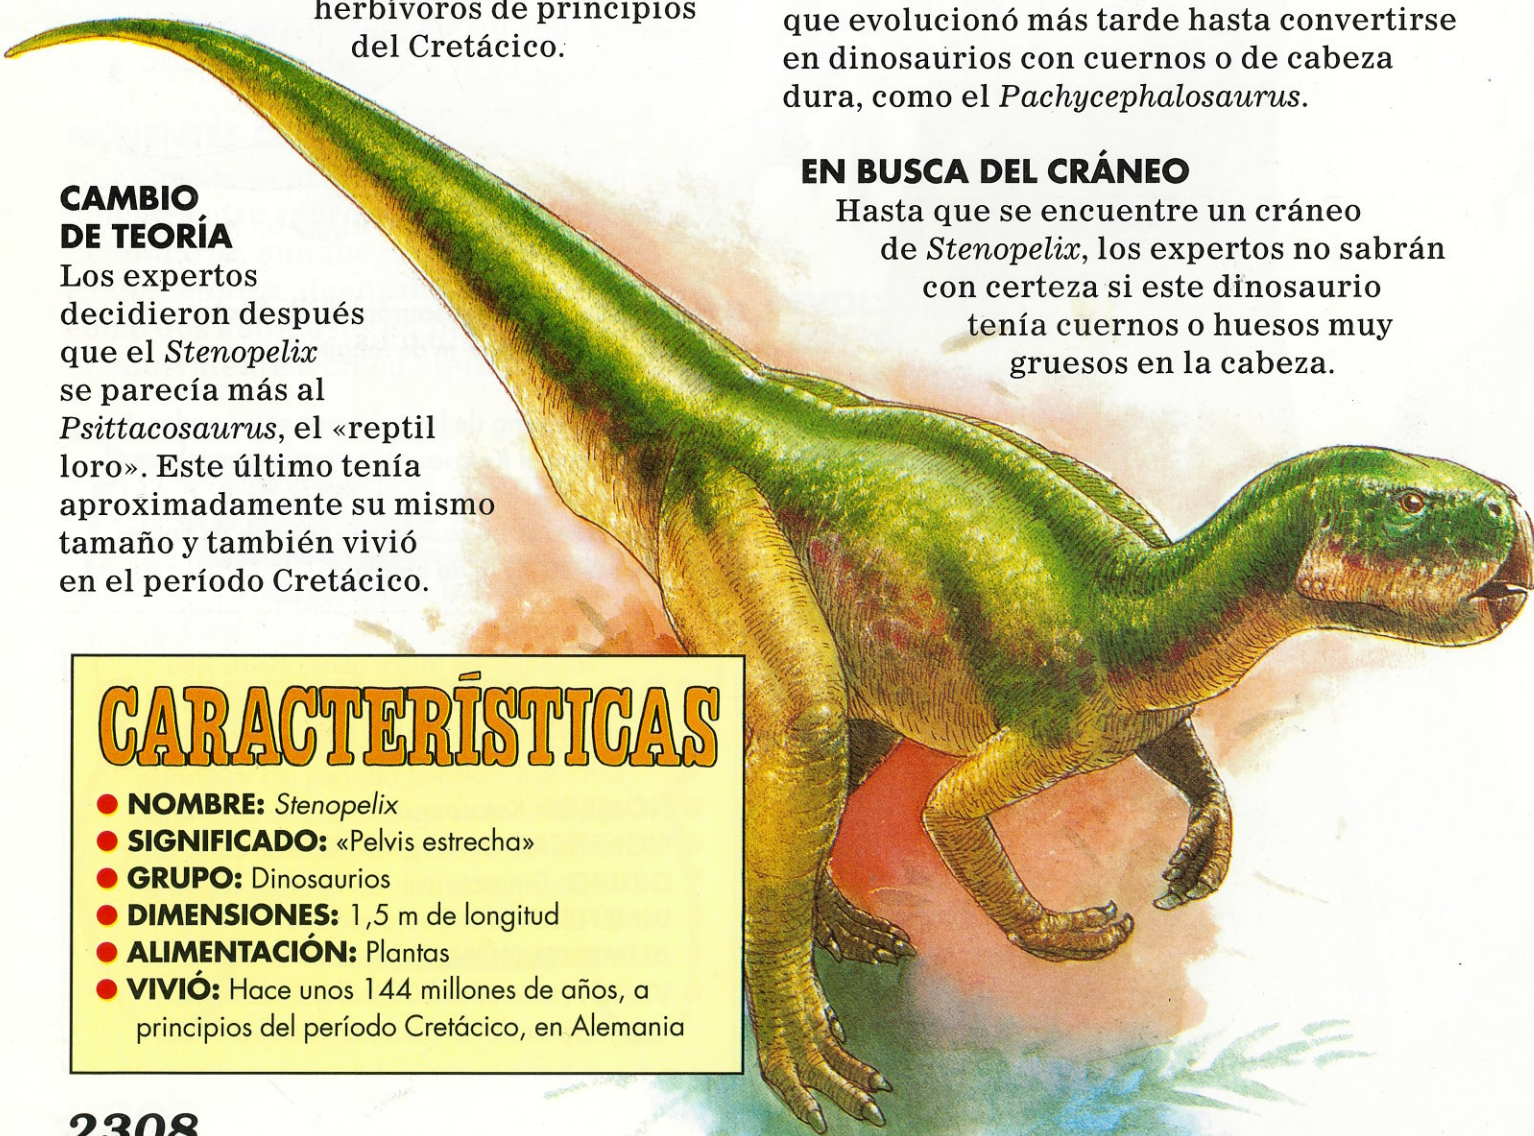 herbívoros de principios
del Cretácico.
CAMBIO
DE TEORÍA
Los expertos
decidieron después
que el Stenopelix
se parecía más al
Psittacosaurus, el «reptil
loro». Este último tenía
aproximadamente su mismo
tamaño y también vivió
en el período Cretácico.
que evolucionó más tarde hasta convertirse
en dinosaurios con cuernos o de cabeza
dura, como el Pachycephalosaurus.
EN BUSCA DEL CRÁNEO
Hasta que se encuentre un cráneo
de Stenopelix, los expertos no sabrán
con certeza si este dinosaurio
tenía cuernos o huesos muy
gruesos en la cabeza.
CARACTERÍSTICAS
● NOMBRE: Stenopelix
● SIGNIFICADO: «Pelvis estrecha»
● GRUPO: Dinosaurios
● DIMENSIONES: 1,5 m de longitud
● ALIMENTACIÓN: Plantas
● VIVIÓ: Hace unos 144 millones de años, a
principios del período Cretácico, en Alemania
2308